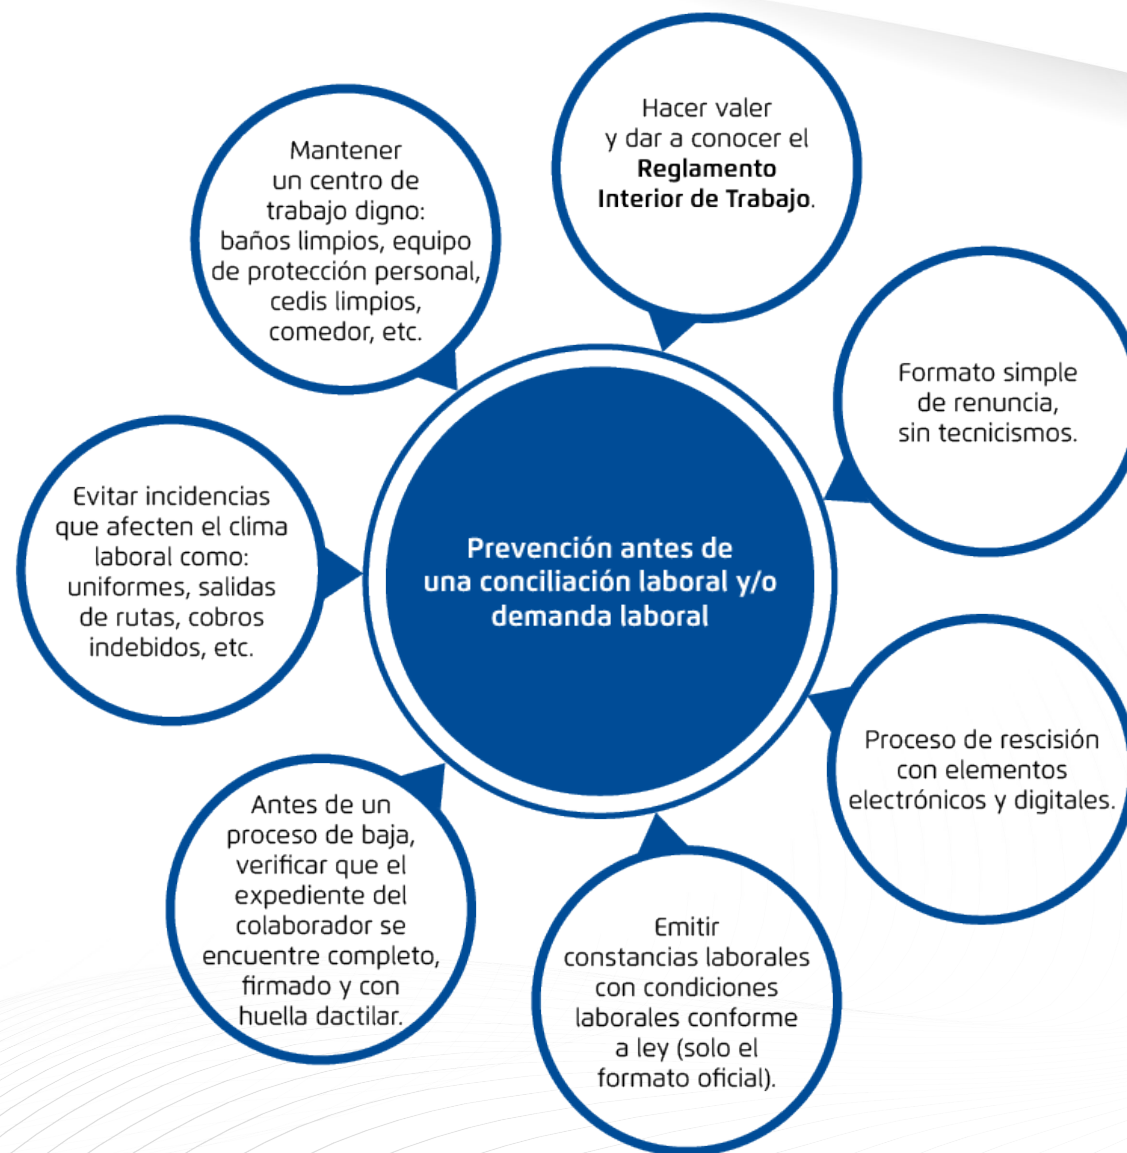 Hacer valer
y dar a conocer el
Reglamento
Interior de Trabajo.
Formato simple
de renuncia,
sin tecnicismos.
Proceso de rescisión
con elementos
electrónicos y digitales.
Emitir
constancias laborales
con condiciones
laborales conforme
a ley (solo el
formato oficial).
Antes de un
proceso de baja,
verificar que el
expediente del
colaborador se
encuentre completo,
firmado y con
huella dactilar.
Evitar incidencias
que afecten el clima
laboral como:
uniformes, salidas
de rutas, cobros
indebidos, etc.
Mantener
un centro de
trabajo digno:
baños limpios, equipo
de protección personal,
cedis limpios,
comedor, etc.
Prevención antes de
una conciliación laboral y/o
demanda laboral